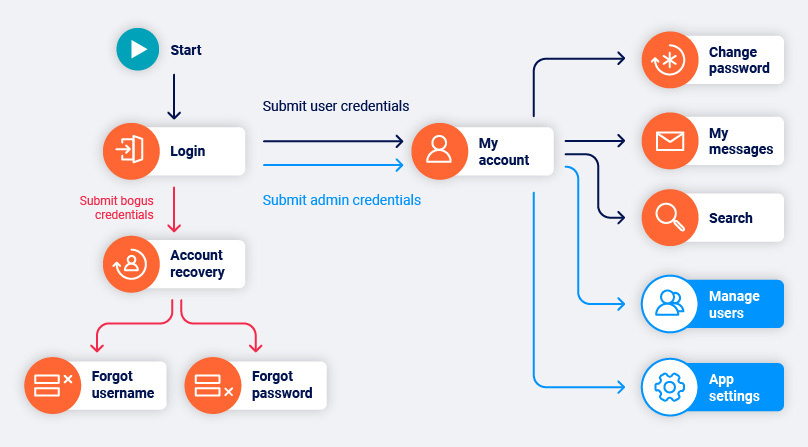 Start
Submit user credentials
Login
My
account
Submit admin credentials
Submit bogus
credentials
Account
recovery
Forgot
username
Forgot
password
Change
password
My
messages
Search
Manage
users
App
settings